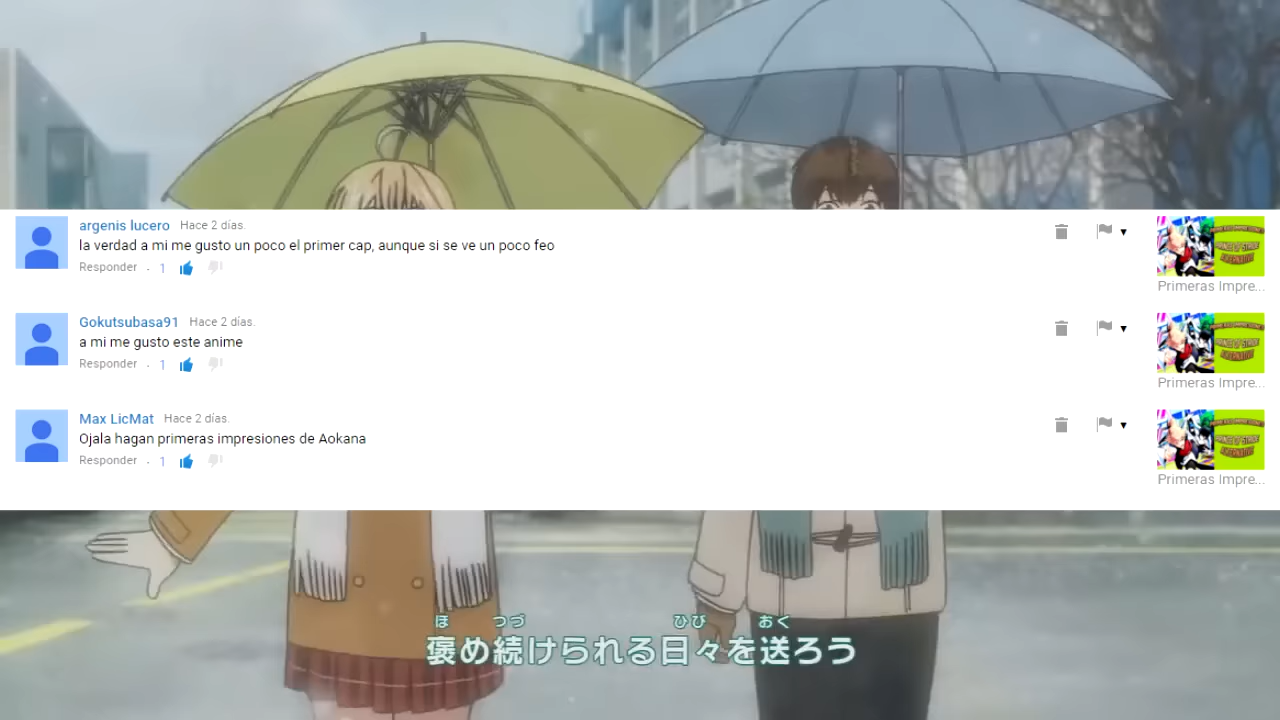 argenis lucero Hace 2 días.
la verdad a mi me gusto un poco el primer cap, aunque si se ve un poco feo
Responder · 1
Primeras Impre...
Gokutsubasa91 Hace 2 días.
a mi me gusto este anime
Responder · 1
Primeras Impre...
Max LicMat Hace 2 días.
Ojala hagan primeras impresiones de Aokana
Responder · 1
Primeras Impre...
ほ つづ ひび おく
褒め続けられる日々を送ろう